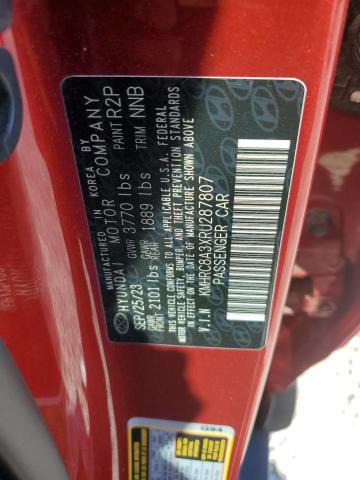 MFD. IN KOREA BY
HYUNDAI MOTOR COMPANY
SEP/25/23 GVWR 3770 lbs PAINT R2P
GAWR FRONT 2101 lbs GAWR REAR 1889 lbs TRIM NNB
THIS VEHICLE CONFORMS TO ALL APPLICABLE U.S.A. FEDERAL
MOTOR VEHICLE SAFETY, BUMPER, AND THEFT PREVENTION STANDARDS
IN EFFECT ON THE DATE OF MANUFACTURE SHOWN ABOVE
V.I.N KMHRC8A3XRU287807
PASSENGER CAR